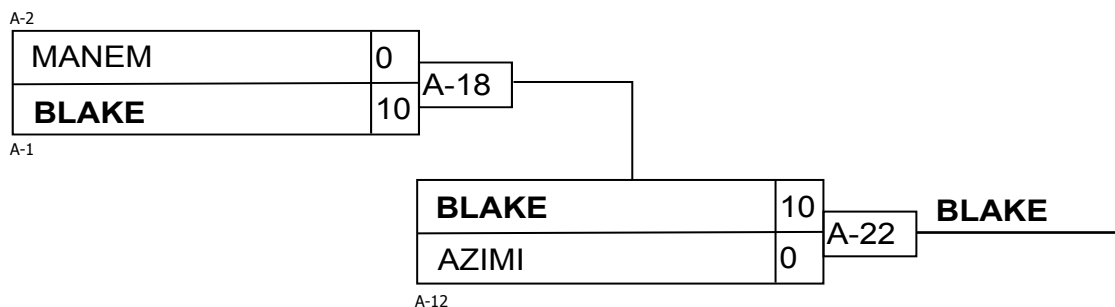 A-2
MANEM 0
A-18
BLAKE 10
A-1
BLAKE 10
BLAKE
A-22
AZIMI 0
A-12